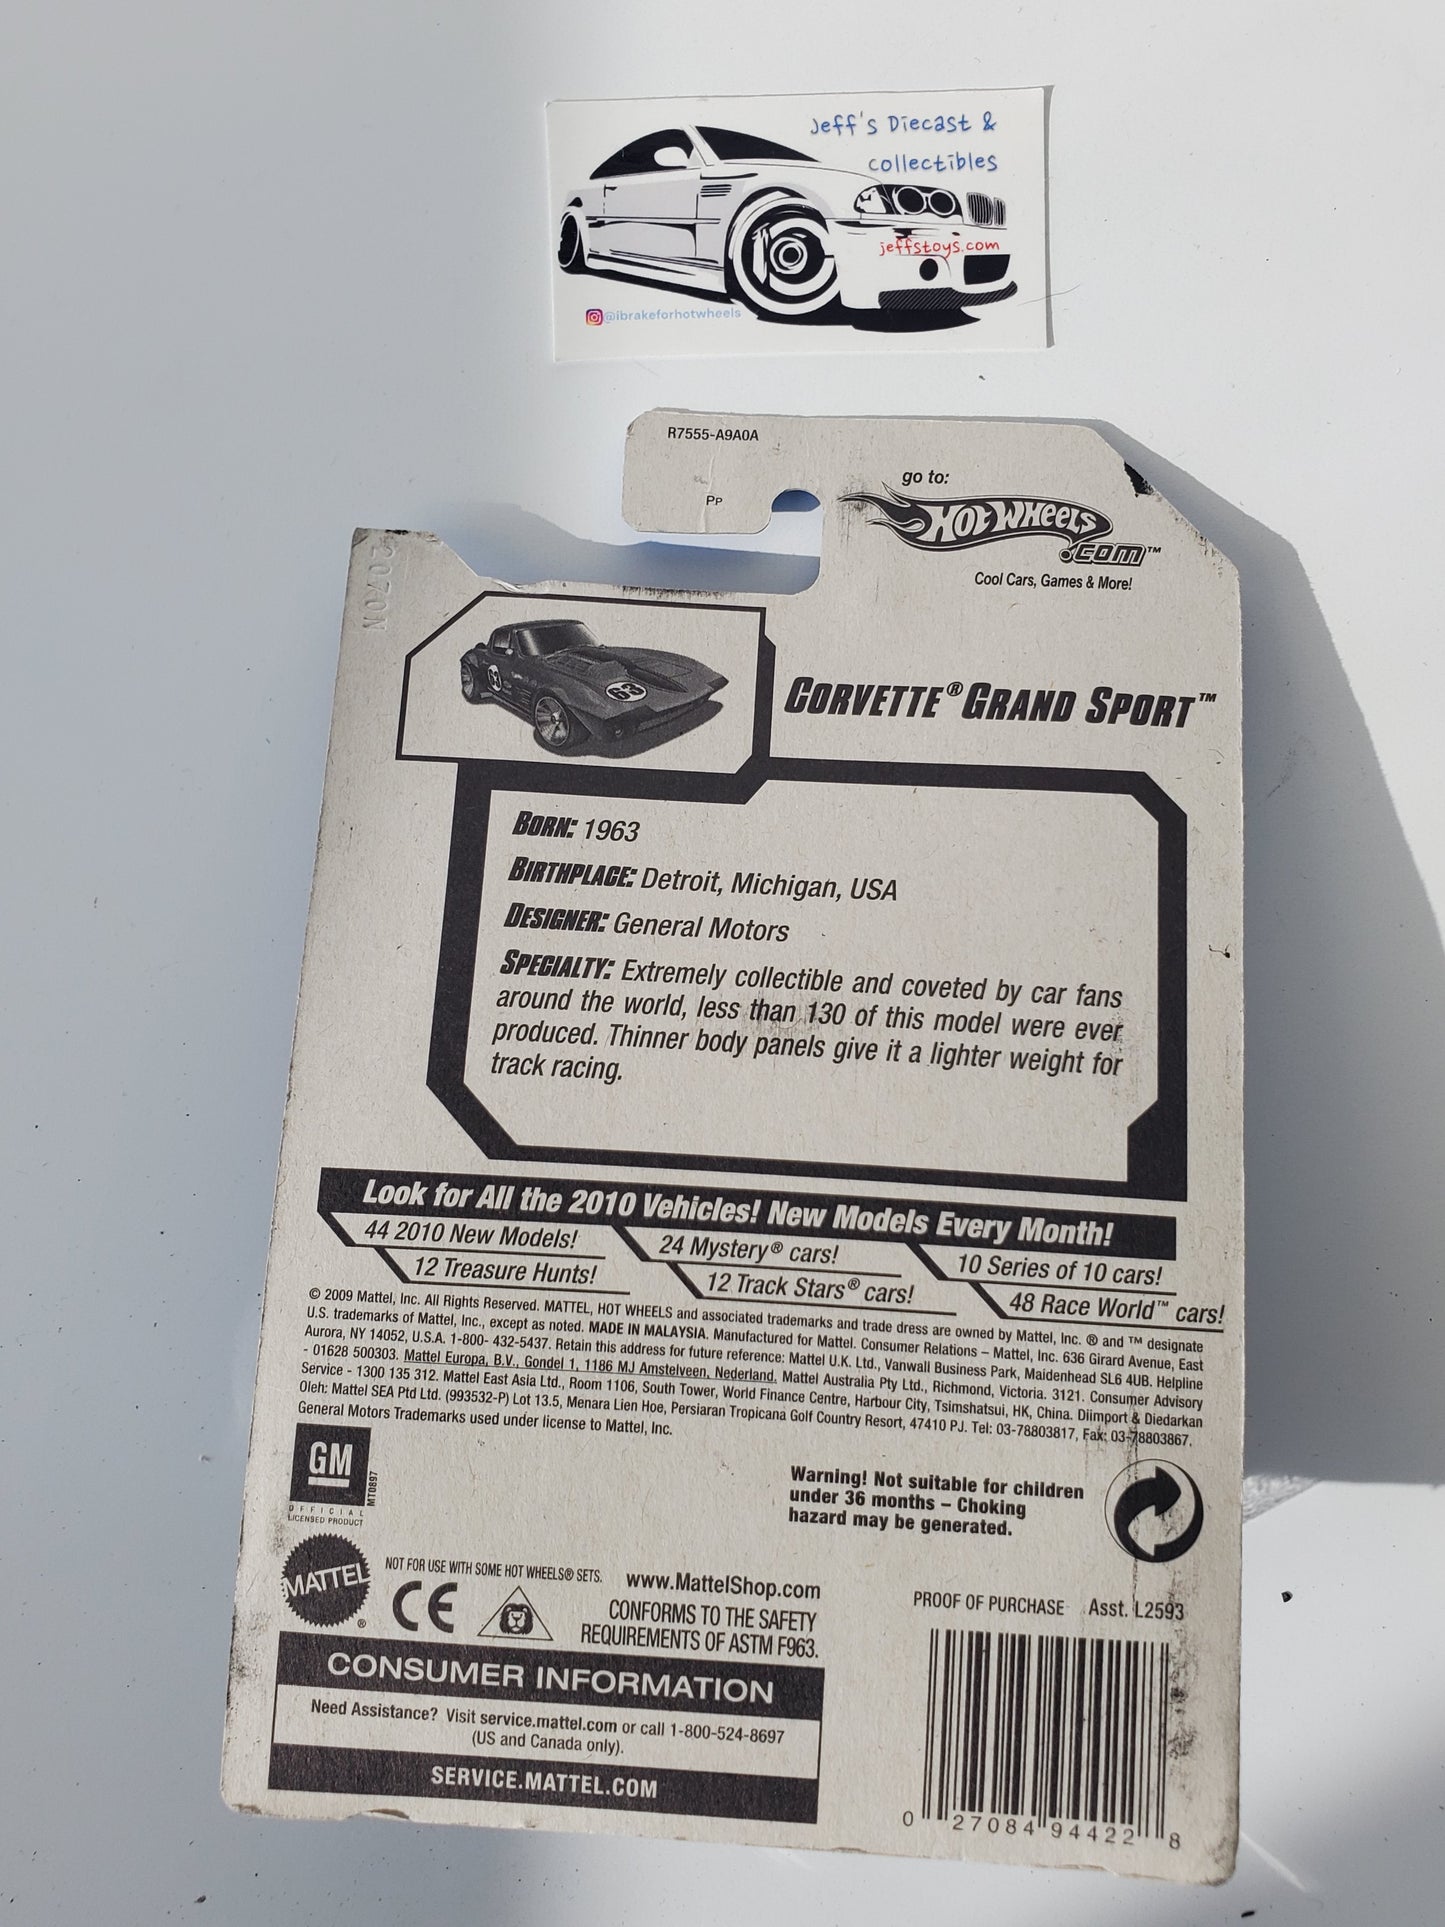 Jeff's Diecast &
collectibles
jeffstoys.com
@ibrakeforhotwheels
R7555-A9A0A
PP
go to:
HOT WHEELS
.COM™
Cool Cars, Games & More!
2070N
63
63
CORVETTE® GRAND SPORT™
BORN: 1963
BIRTHPLACE: Detroit, Michigan, USA
DESIGNER: General Motors
SPECIALTY: Extremely collectible and coveted by car fans
around the world, less than 130 of this model were ever
produced. Thinner body panels give it a lighter weight for
track racing.
Look for All the 2010 Vehicles! New Models Every Month!
44 2010 New Models!
24 Mystery® cars!
10 Series of 10 cars!
12 Treasure Hunts!
12 Track Stars® cars!
48 Race World™ cars!
© 2009 Mattel, Inc. All Rights Reserved. MATTEL, HOT WHEELS and associated trademarks and trade dress are owned by Mattel, Inc. ® and ™ designate
U.S. trademarks of Mattel, Inc., except as noted. MADE IN MALAYSIA. Manufactured for Mattel. Consumer Relations – Mattel, Inc. 636 Girard Avenue, East
Aurora, NY 14052, U.S.A. 1-800- 432-5437. Retain this address for future reference: Mattel U.K. Ltd., Vanwall Business Park, Maidenhead SL6 4UB. Helpline
- 01628 500303. Mattel Europa, B.V., Gondel 1, 1186 MJ Amstelveen, Nederland. Mattel Australia Pty Ltd., Richmond, Victoria. 3121. Consumer Advisory
Service - 1300 135 312. Mattel East Asia Ltd., Room 1106, South Tower, World Finance Centre, Harbour City, Tsimshatsui, HK, China. Diimport & Diedarkan
Oleh: Mattel SEA Ptd Ltd. (993532-P) Lot 13.5, Menara Lien Hoe, Persiaran Tropicana Golf Country Resort, 47410 PJ. Tel: 03-78803817, Fax: 03-78803867.
General Motors Trademarks used under license to Mattel, Inc.
GM
MT0897
OFFICIAL
LICENSED PRODUCT
Warning! Not suitable for children
under 36 months – Choking
hazard may be generated.
MATTEL®
NOT FOR USE WITH SOME HOT WHEELS® SETS.
CE
www.MattelShop.com
CONFORMS TO THE SAFETY
REQUIREMENTS OF ASTM F963.
PROOF OF PURCHASE Asst. L2593
CONSUMER INFORMATION
Need Assistance? Visit service.mattel.com or call 1-800-524-8697
(US and Canada only).
SERVICE.MATTEL.COM
0 27084 94422 8